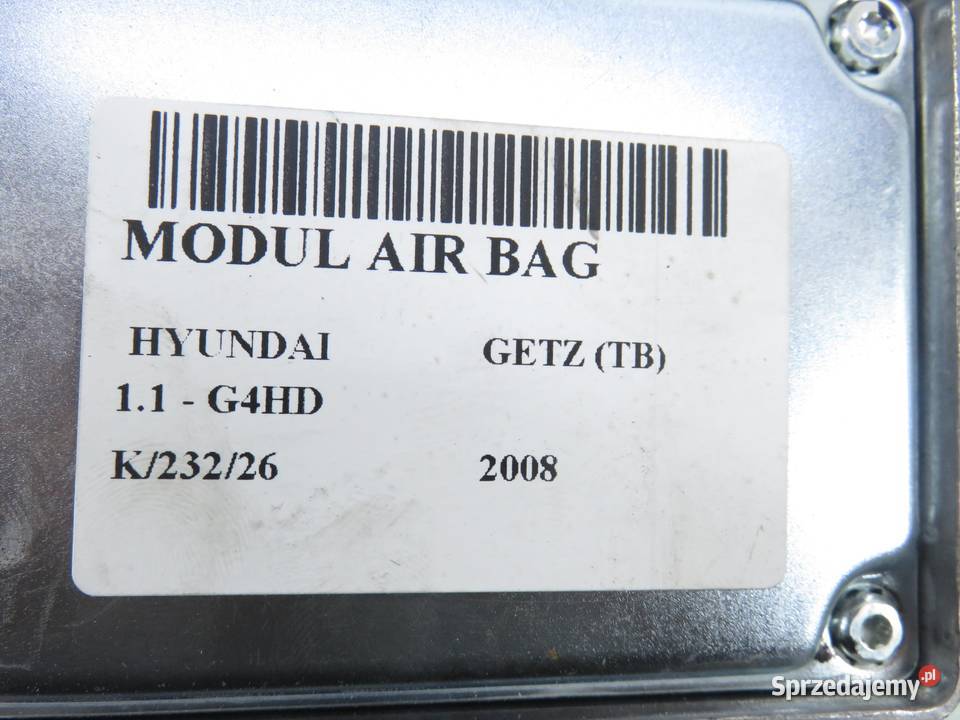 MODUL AIR BAG
HYUNDAI GETZ (TB)
1.1 - G4HD
K/232/26 2008
Sprzedajemy.pl